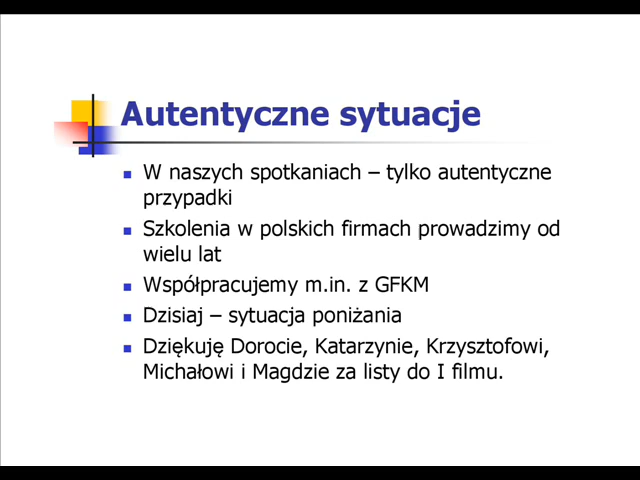 Autentyczne sytuacje
W naszych spotkaniach – tylko autentyczne
przypadki
Szkolenia w polskich firmach prowadzimy od
wielu lat
Współpracujemy m.in. z GFKM
Dzisiaj – sytuacja poniżania
Dziękuję Dorocie, Katarzynie, Krzysztofowi,
Michałowi i Magdzie za listy do I filmu.